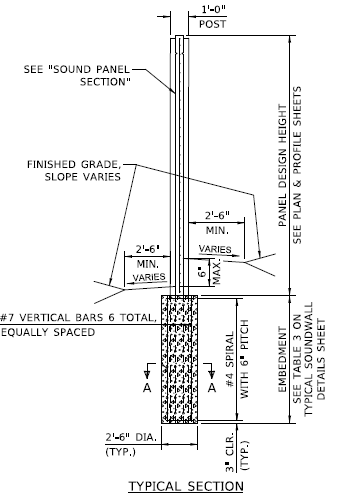 1'-0"
POST
SEE "SOUND PANEL
SECTION"
FINISHED GRADE,
SLOPE VARIES
PANEL DESIGN HEIGHT
SEE PLAN & PROFILE SHEETS
2'-6"
MIN.
VARIES
2'-6"
MIN.
VARIES
6"
MAX.
#7 VERTICAL BARS 6 TOTAL,
EQUALLY SPACED
A
A
#4 SPIRAL
WITH 6" PITCH
EMBEDMENT
SEE TABLE 3 ON
TYPICAL SOUNDWALL
DETAILS SHEET
2'-6" DIA.
(TYP.)
3" CLR.
(TYP.)
TYPICAL SECTION